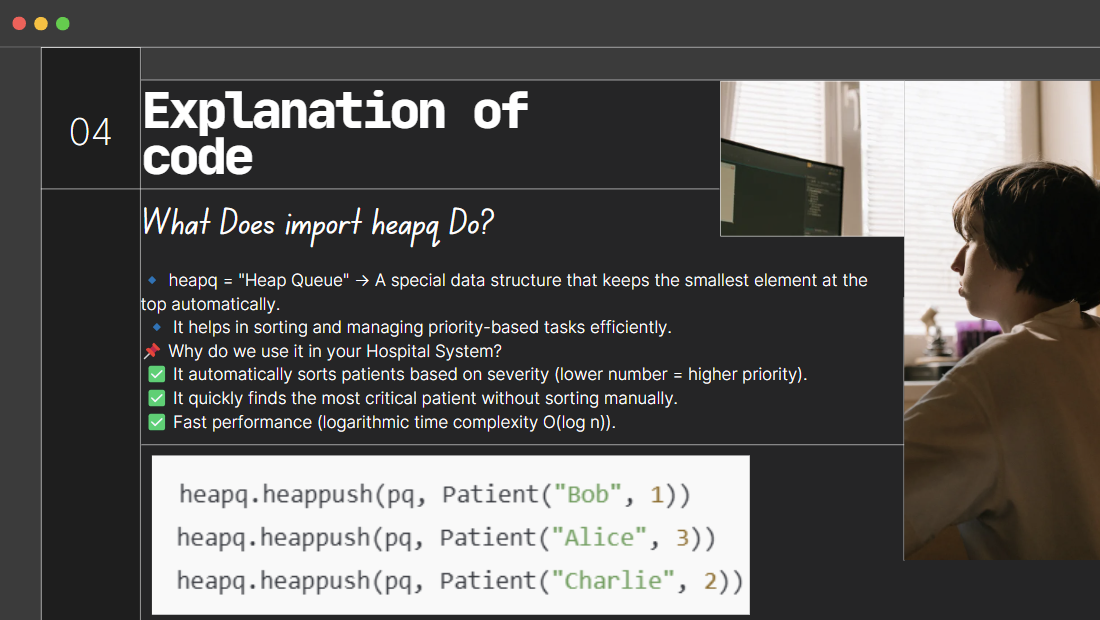 04
Explanation of
code
What Does import heapq Do?
🔹 heapq = "Heap Queue" → A special data structure that keeps the smallest element at the
top automatically.
🔹 It helps in sorting and managing priority-based tasks efficiently.
📌 Why do we use it in your Hospital System?
✅ It automatically sorts patients based on severity (lower number = higher priority).
✅ It quickly finds the most critical patient without sorting manually.
✅ Fast performance (logarithmic time complexity O(log n)).
heapq.heappush(pq, Patient("Bob", 1))
heapq.heappush(pq, Patient("Alice", 3))
heapq.heappush(pq, Patient("Charlie", 2))